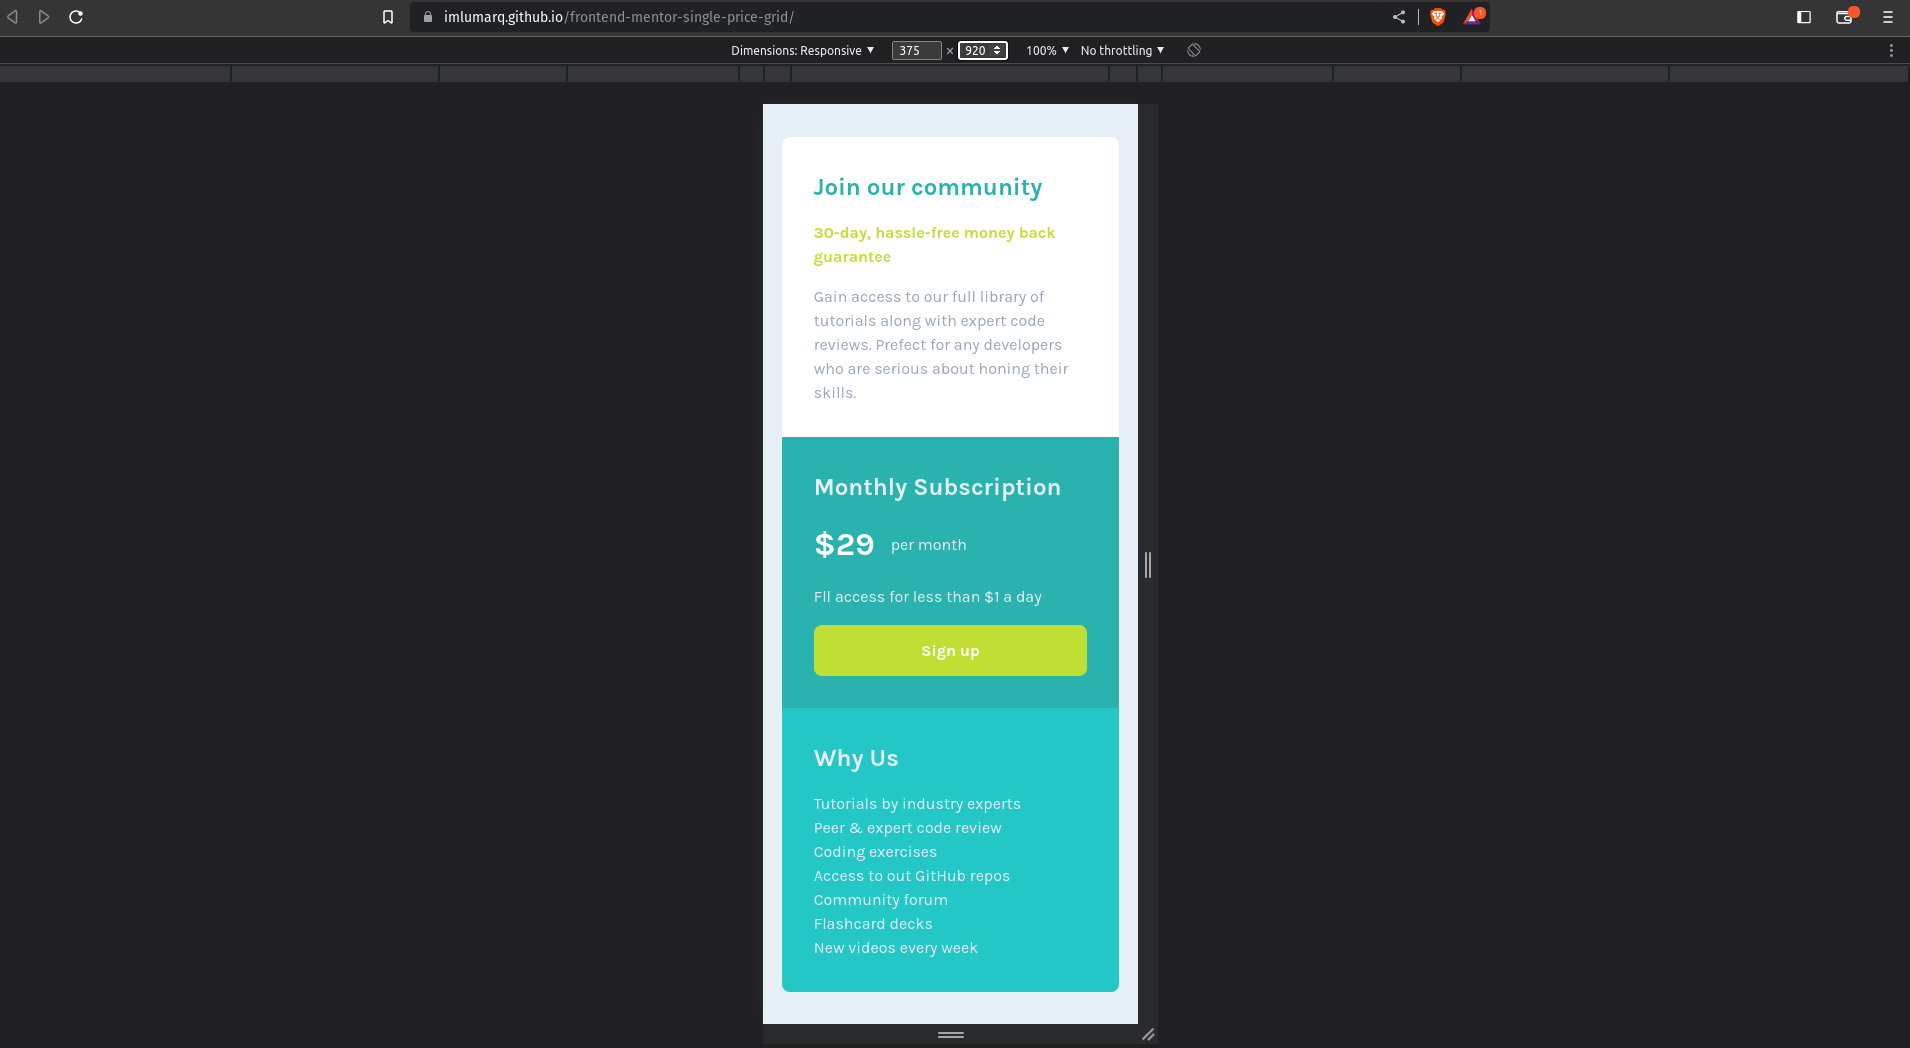 imlumarq.github.io/frontend-mentor-single-price-grid/
1
Dimensions: Responsive 375 × 920 100% No throttling
Join our community
30-day, hassle-free money back
guarantee
Gain access to our full library of
tutorials along with expert code
reviews. Prefect for any developers
who are serious about honing their
skills.
Monthly Subscription
$29 per month
Fll access for less than $1 a day
Sign up
Why Us
Tutorials by industry experts
Peer & expert code review
Coding exercises
Access to out GitHub repos
Community forum
Flashcard decks
New videos every week